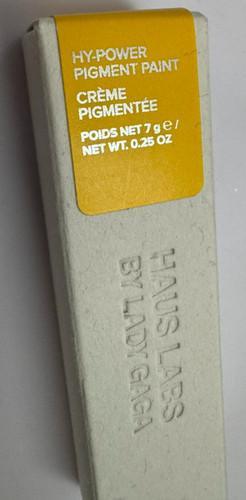 HY-POWER
PIGMENT PAINT
CRÈME
PIGMENTÉE
POIDS NET 7 g ℮ /
NET WT. 0.25 OZ
HAUS LABS
BY LADY GAGA